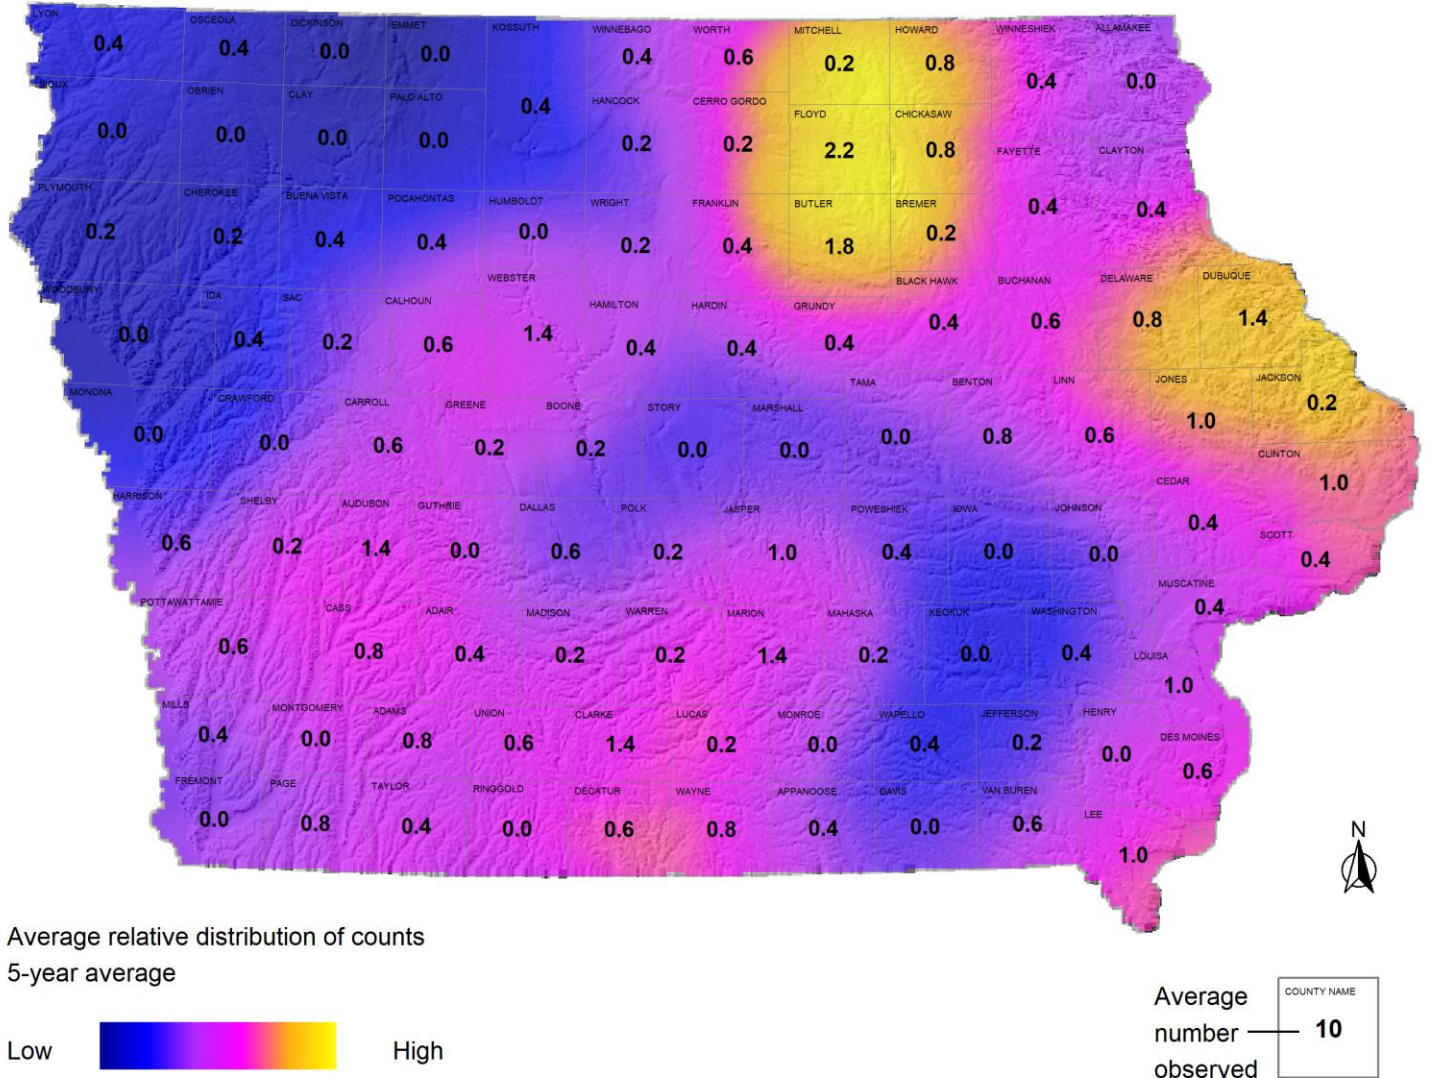 LYON OSCEOLA DICKINSON EMMET KOSSUTH WINNEBAGO WORTH MITCHELL HOWARD WINNESHIEK ALLAMAKEE
0.4 0.4 0.0 0.0 0.4 0.4 0.6 0.2 0.8 0.4 0.0
SIOUX OBRIEN CLAY PALO ALTO HANCOCK CERRO GORDO FLOYD CHICKASAW FAYETTE CLAYTON
0.0 0.0 0.0 0.0 0.2 0.2 2.2 0.8 0.4 0.4
PLYMOUTH CHEROKEE BUENA VISTA POCAHONTAS HUMBOLDT WRIGHT FRANKLIN BUTLER BREMER
0.2 0.2 0.4 0.4 0.0 0.2 0.4 1.8 0.2
WOODBURY IDA SAC CALHOUN WEBSTER HAMILTON HARDIN GRUNDY BLACK HAWK BUCHANAN DELAWARE DUBUQUE
0.0 0.4 0.2 0.6 1.4 0.4 0.4 0.4 0.4 0.6 0.8 1.4
MONONA CRAWFORD CARROLL GREENE BOONE STORY MARSHALL TAMA BENTON LINN JONES JACKSON
0.0 0.0 0.6 0.2 0.2 0.0 0.0 0.0 0.8 0.6 1.0 0.2
CLINTON
1.0
HARRISON SHELBY AUDUBON GUTHRIE DALLAS POLK JASPER POWESHIEK IOWA JOHNSON CEDAR SCOTT
0.6 0.2 1.4 0.0 0.6 0.2 1.0 0.4 0.0 0.0 0.4 0.4
POTTAWATTAMIE CASS ADAIR MADISON WARREN MARION MAHASKA KEOKUK WASHINGTON MUSCATINE
0.6 0.8 0.4 0.2 0.2 1.4 0.2 0.0 0.4 0.4
LOUISA
1.0
MILLS MONTGOMERY ADAMS UNION CLARKE LUCAS MONROE WAPELLO JEFFERSON HENRY DES MOINES
0.4 0.0 0.8 0.6 1.4 0.2 0.0 0.4 0.2 0.0 0.6
FREMONT PAGE TAYLOR RINGGOLD DECATUR WAYNE APPANOOSE DAVIS VAN BUREN LEE
0.0 0.8 0.4 0.0 0.6 0.8 0.4 0.0 0.6 1.0
N
Average relative distribution of counts
5-year average
Low High
Average
number
observed
COUNTY NAME
10